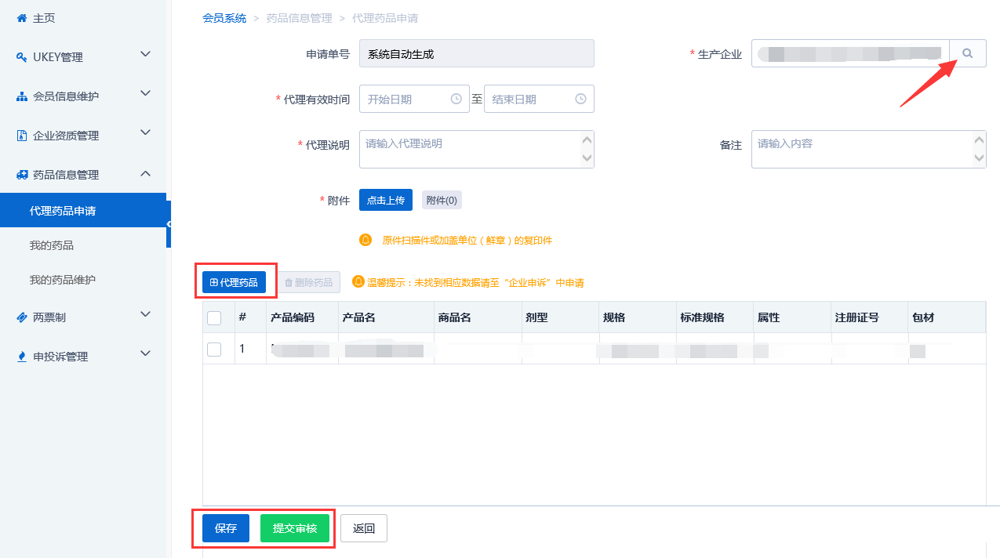 主页
UKEY管理
会员信息维护
企业资质管理
药品信息管理
代理药品申请
我的药品
我的药品维护
两票制
申投诉管理
会员系统 > 药品信息管理 > 代理药品申请
申请单号 系统自动生成 * 生产企业
* 代理有效时间 开始日期 至 结束日期
* 代理说明 请输入代理说明 备注 请输入内容
* 附件 点击上传 附件(0)
原件扫描件或加盖单位（鲜章）的复印件
代理药品 删除药品 温馨提示：未找到相应数据请至“企业申诉”中申请
# 产品编码 产品名 商品名 剂型 规格 标准规格 属性 注册证号 包材
1
保存 提交审核 返回